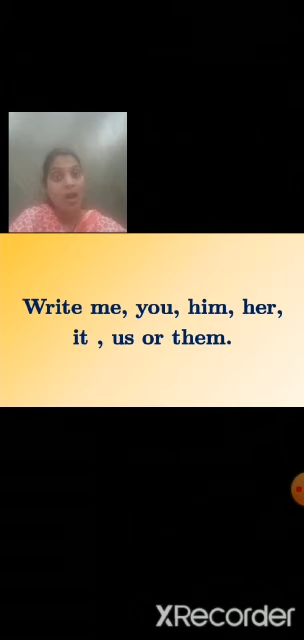 Write me, you, him, her,
it , us or them.
XRecorder